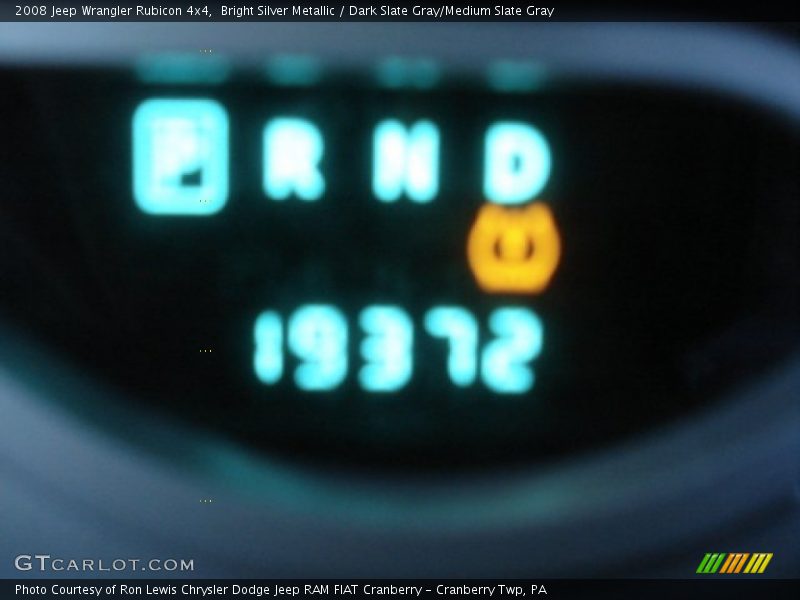 2008 Jeep Wrangler Rubicon 4x4, Bright Silver Metallic / Dark Slate Gray/Medium Slate Gray
P R N D
19372
GTCARLOT.COM
Photo Courtesy of Ron Lewis Chrysler Dodge Jeep RAM FIAT Cranberry - Cranberry Twp, PA